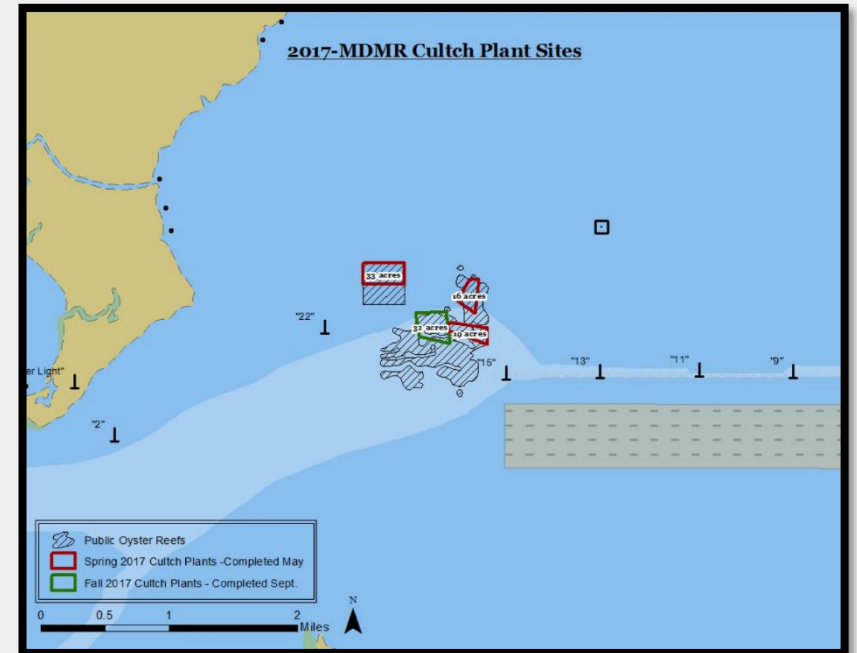 2017-MDMR Cultch Plant Sites
33 acres
16 acres
"22"
32 acres
19 acres
er Light"
"15"
"13"
"11"
"9"
"2"
Public Oyster Reefs
Spring 2017 Cultch Plants -Completed May
Fall 2017 Cultch Plants - Completed Sept.
N
0 0.5 1 2
Miles